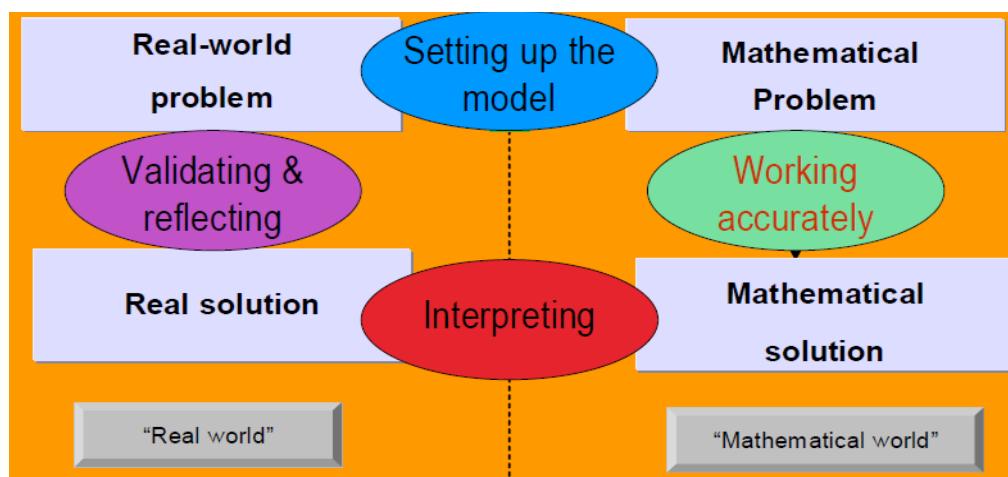 Real-world
problem
Setting up the
model
Mathematical
Problem
Validating &
reflecting
Working
accurately
Real solution
Interpreting
Mathematical
solution
“Real world”
“Mathematical world”